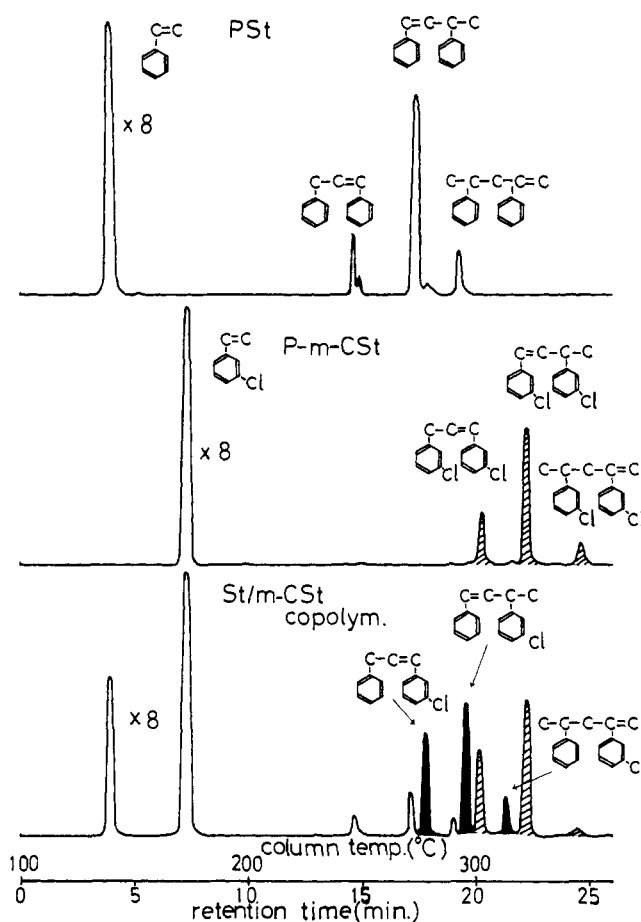 C=C
PSt
C=C-C-C
× 8
C-C=C
C-C-C-C=C
C=C
Cl
P-m-CSt
C=C-C-C
Cl Cl
× 8
C-C=C
Cl Cl
C-C-C-C=C
Cl Cl
St/m-CSt
copolym.
C=C-C-C
Cl
× 8
C-C=C
Cl
C-C-C-C=C
C
100 200 300
column temp.(°C)
0 5 10 15 20 25
retention time(min.)